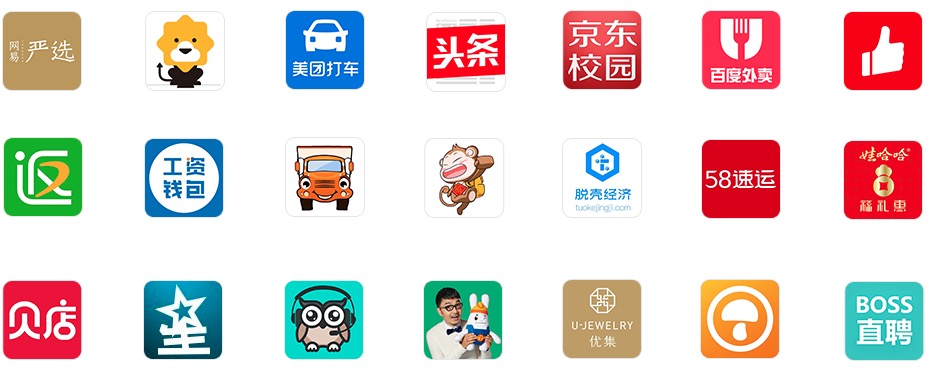 网易
严选
美团打车
头条
京东
校园
百度外卖
返
工资
钱包
脱壳经济
tuokejingji.com
58速运
娃哈哈®
福礼惠
贝店
U-JEWELRY
优集
BOSS
直聘